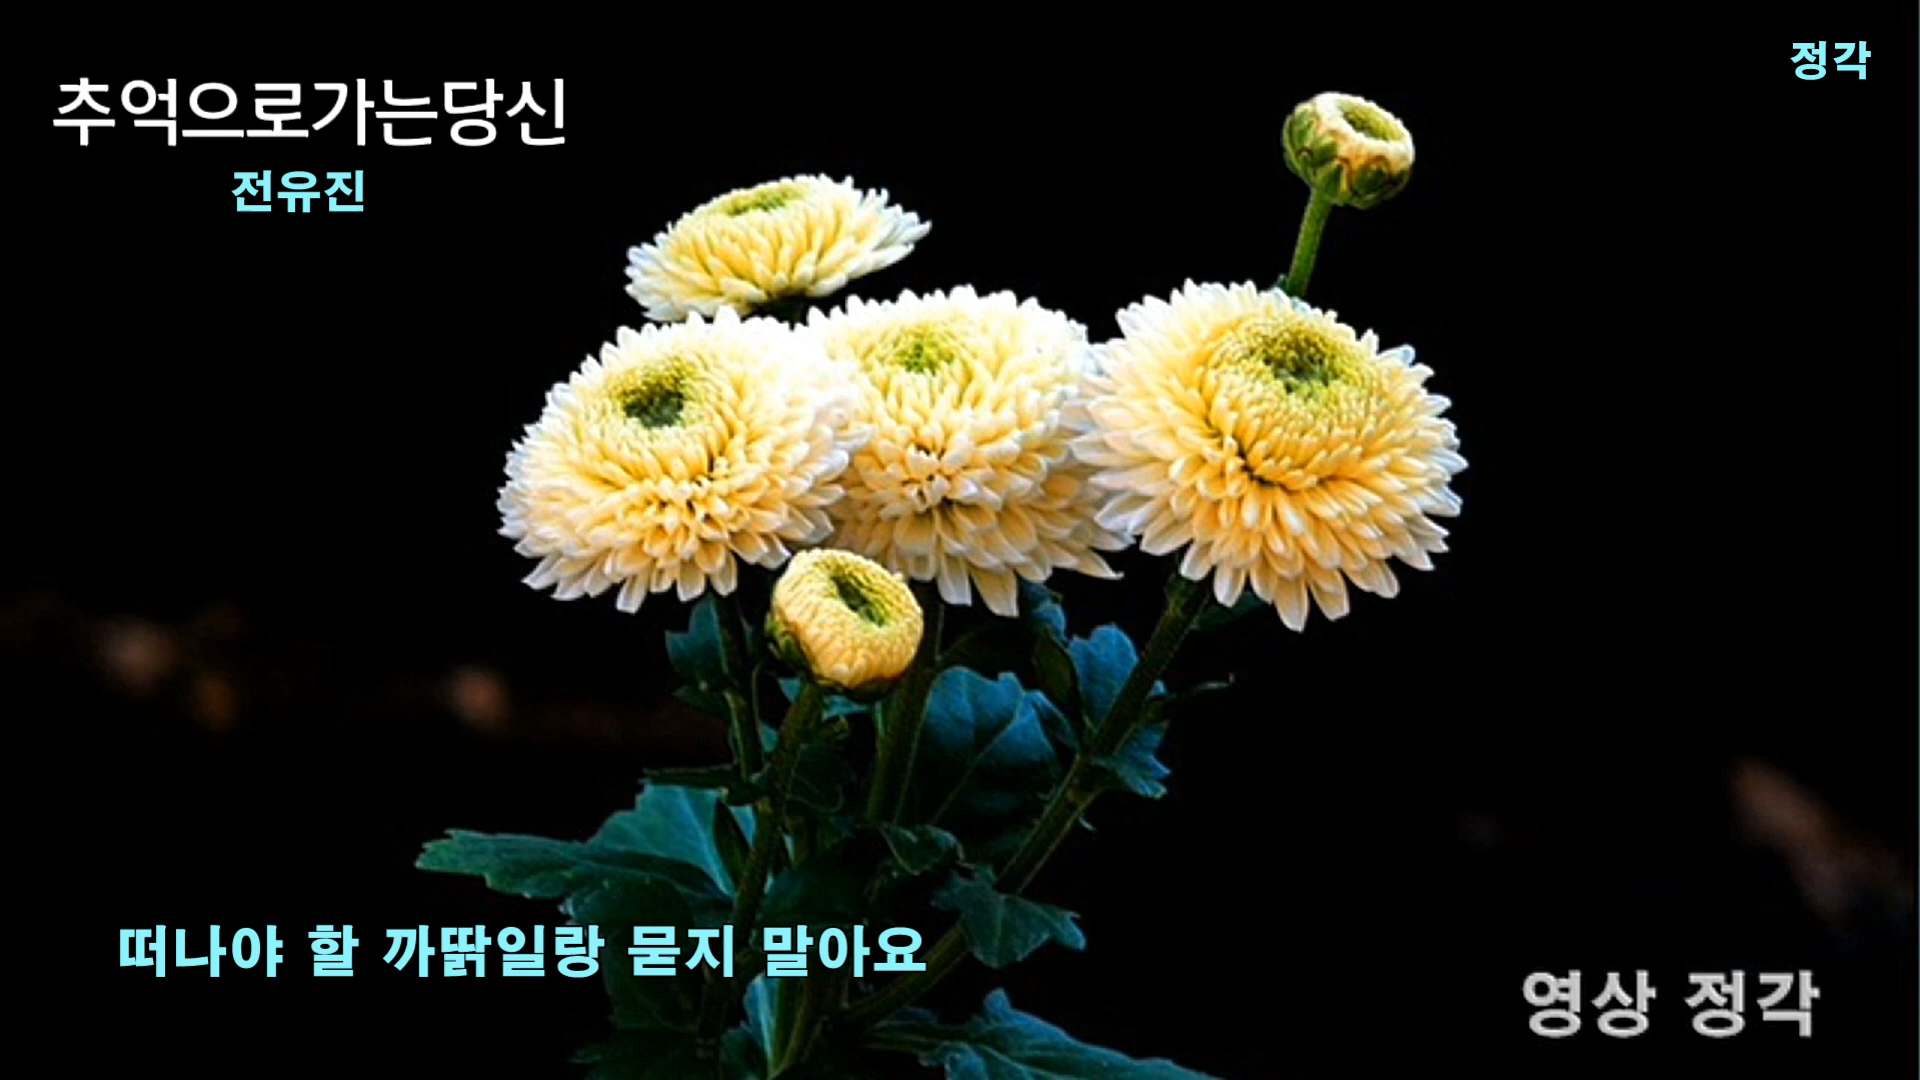 정각
추억으로가는당신
전유진
떠나야 할 까닭일랑 묻지 말아요
영상 정각